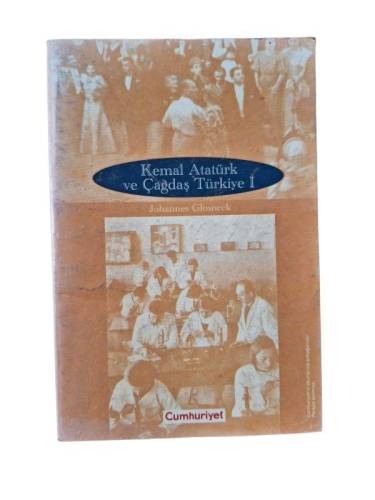 Kemal Atatürk
ve Çağdaş Türkiye I
Johannes Glasneck
Cumhuriyet